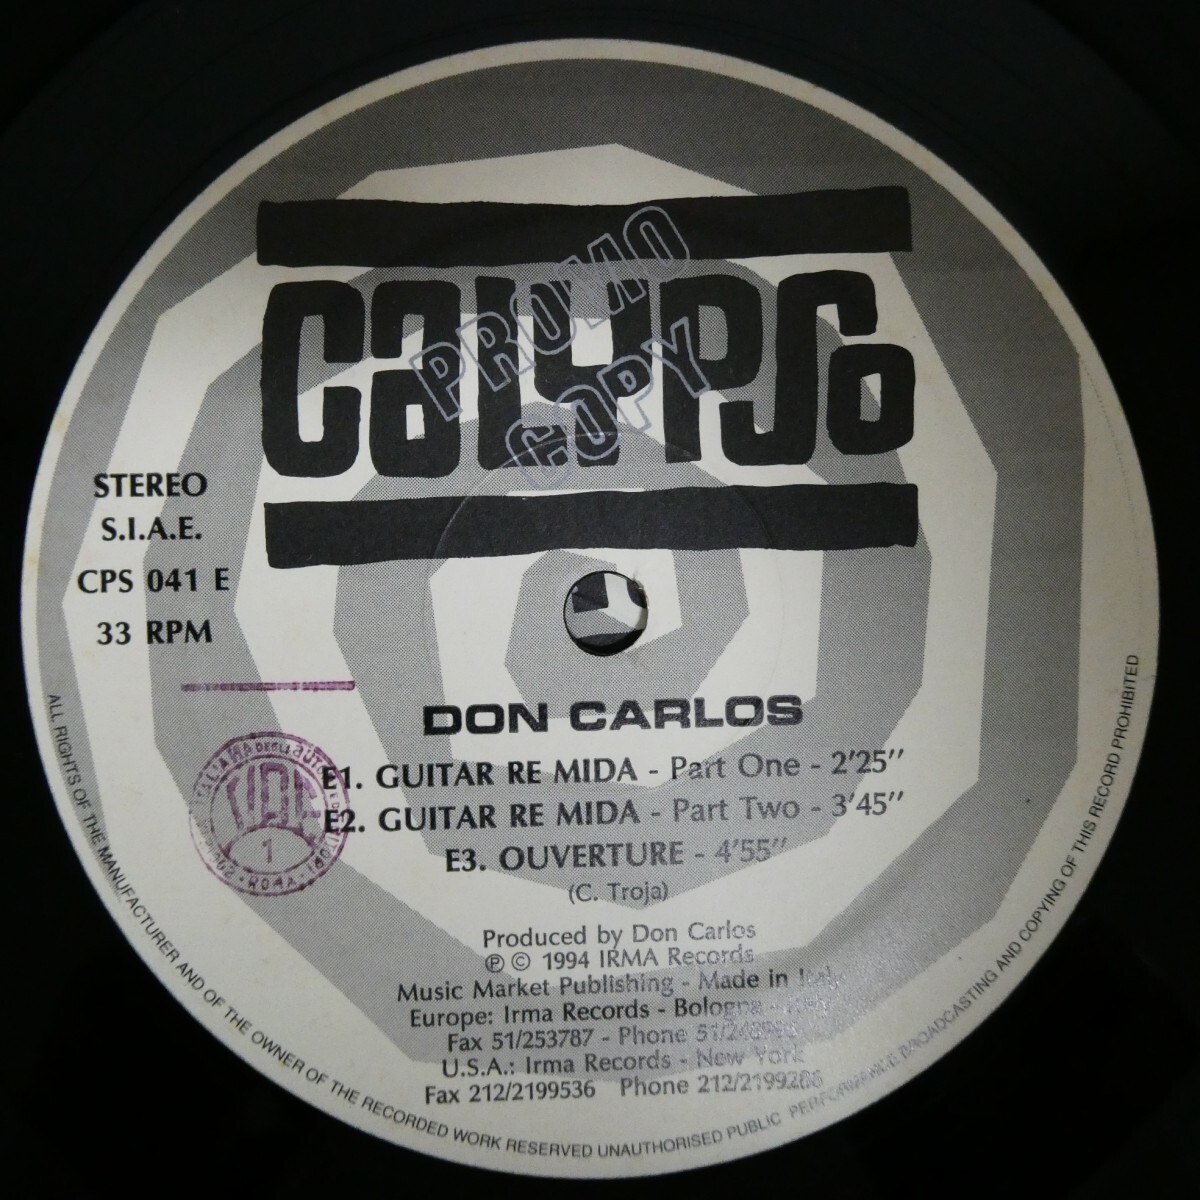 CALYPSO
PROMO
COPY
STEREO
S.I.A.E.
CPS 041 E
33 RPM
DON CARLOS
E1. GUITAR RE MIDA - Part One - 2'25''
E2. GUITAR RE MIDA - Part Two - 3'45''
E3. OUVERTURE - 4'55''
(C. Troja)
Produced by Don Carlos
℗ © 1994 IRMA Records
Music Market Publishing - Made in Italy
Europe: Irma Records - Bologna -
Fax 51/253787 - Phone
U.S.A.: Irma Records - New York
Fax 212/2199536 Phone 212/2199286
ALL RIGHTS OF THE MANUFACTURER AND OF THE OWNER OF THE RECORDED WORK RESERVED UNAUTHORISED PUBLIC PERFORMANCE BROADCASTING AND COPYING OF THIS RECORD PROHIBITED
ROMA
1